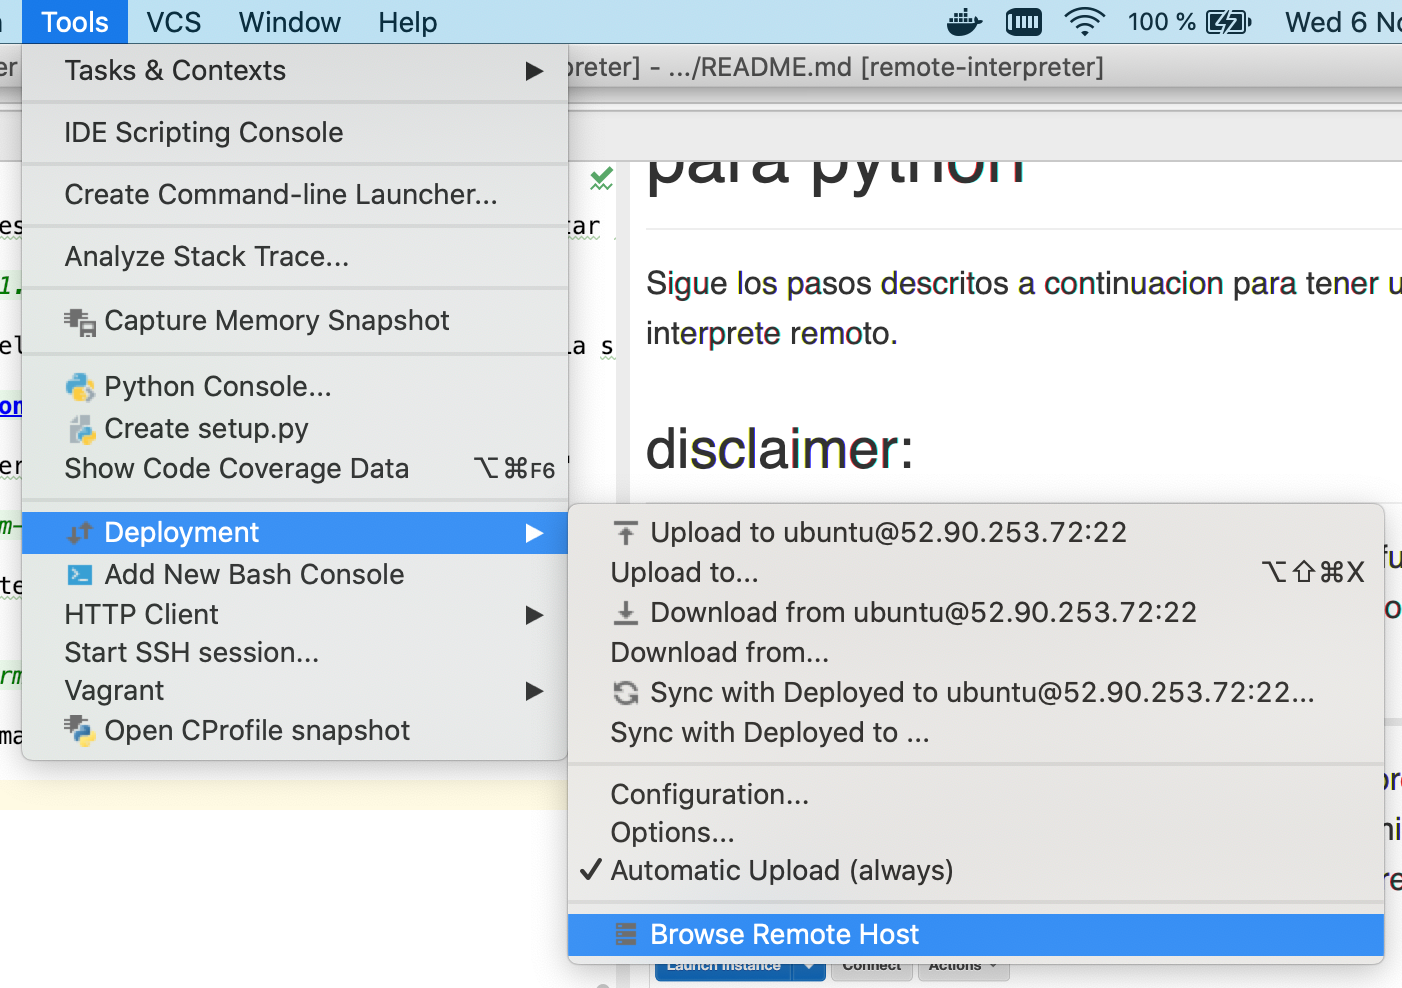 Tools VCS Window Help 100 % Wed 6 No
er preter] - .../README.md [remote-interpreter]
Tasks & Contexts
IDE Scripting Console
Create Command-line Launcher...
Analyze Stack Trace...
Capture Memory Snapshot
Python Console...
Create setup.py
Show Code Coverage Data ⌥⌘F6
Deployment
Add New Bash Console
HTTP Client
Start SSH session...
Vagrant
Open CProfile snapshot
para python
Sigue los pasos descritos a continuacion para tener u
interprete remoto.
disclaimer:
Upload to ubuntu@52.90.253.72:22
Upload to... ⌥⇧⌘X
Download from ubuntu@52.90.253.72:22
Download from...
Sync with Deployed to ubuntu@52.90.253.72:22...
Sync with Deployed to ...
Configuration...
Options...
✓ Automatic Upload (always)
Browse Remote Host
Launch Instance Connect Actions